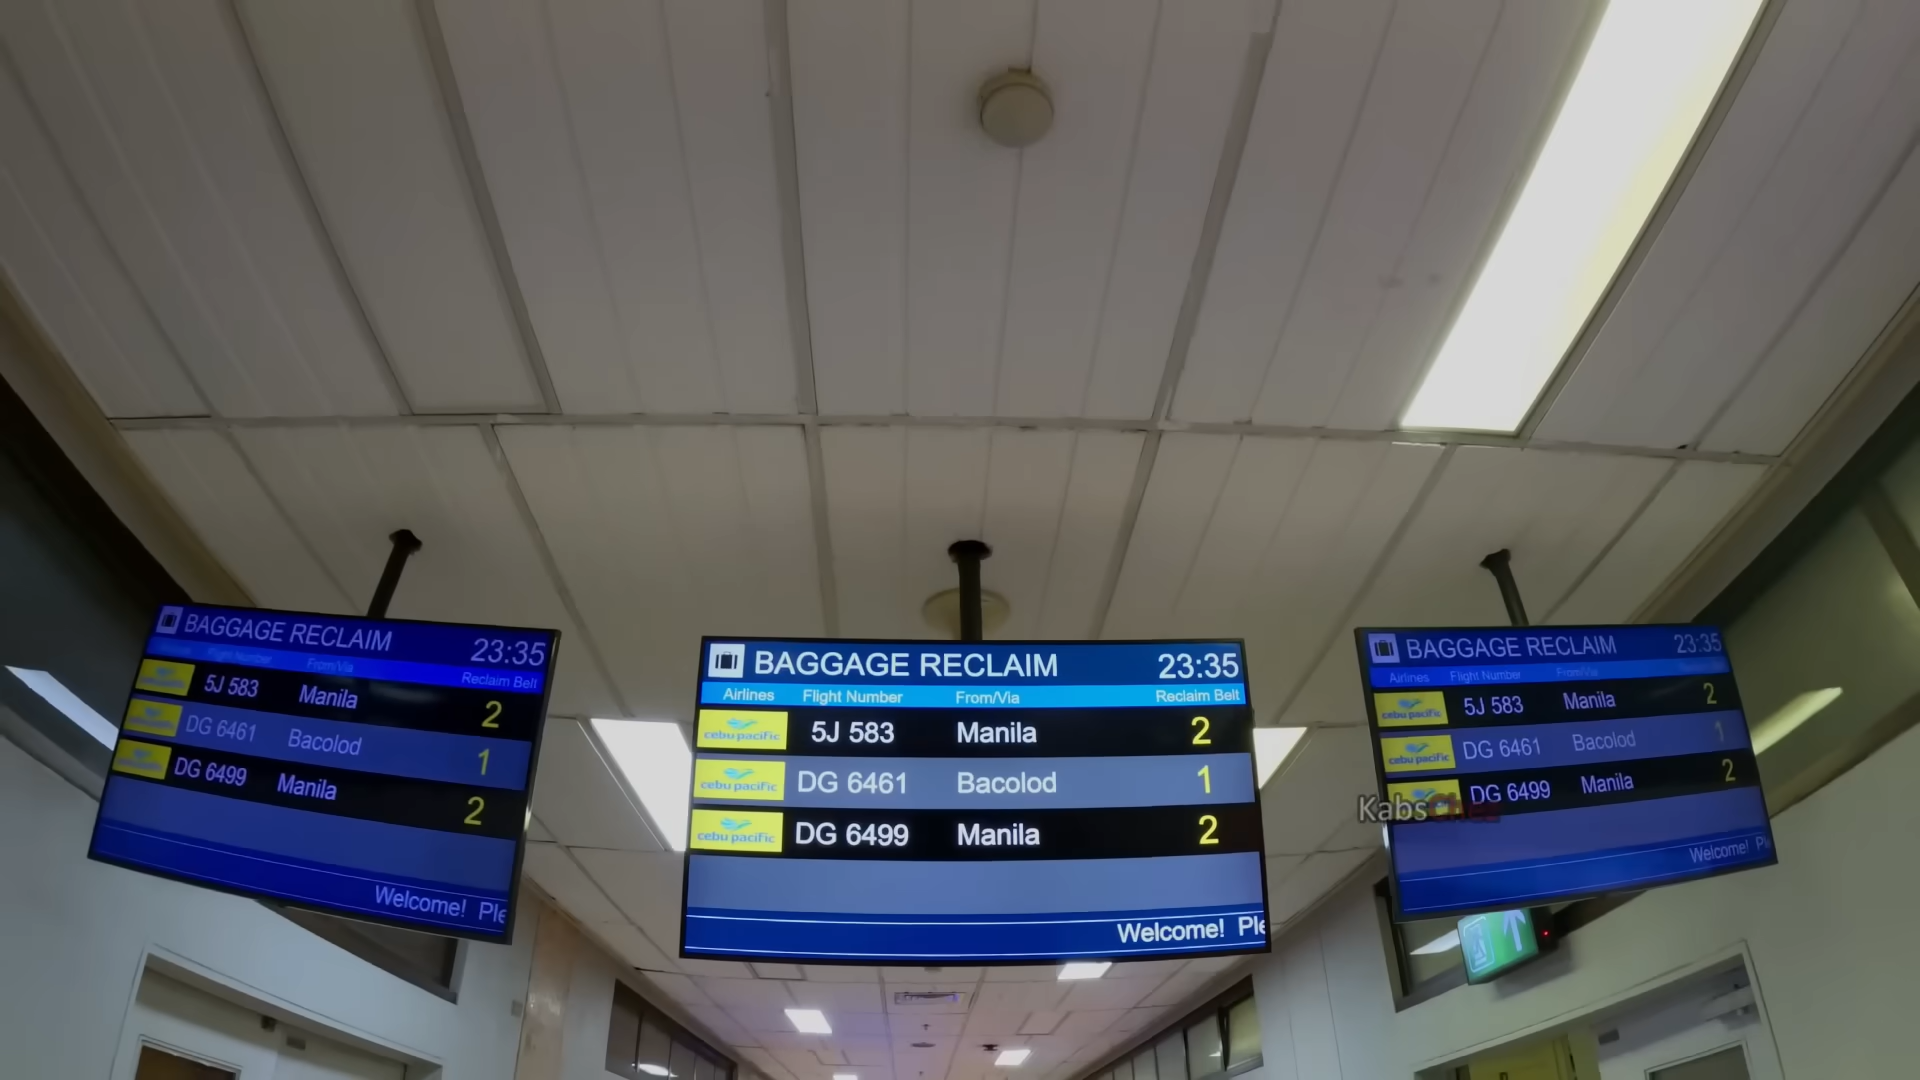 BAGGAGE RECLAIM 23:35
Flight Number From/Via Reclaim Belt
5J 583 Manila 2
DG 6461 Bacolod 1
DG 6499 Manila 2
Welcome! Ple
BAGGAGE RECLAIM 23:35
Airlines Flight Number From/Via Reclaim Belt
cebu pacific 5J 583 Manila 2
cebu pacific DG 6461 Bacolod 1
cebu pacific DG 6499 Manila 2
Welcome! Ple
BAGGAGE RECLAIM 23:35
Airlines Flight Number From/Via
cebu pacific 5J 583 Manila 2
cebu pacific DG 6461 Bacolod 1
DG 6499 Manila 2
Welcome! Pl